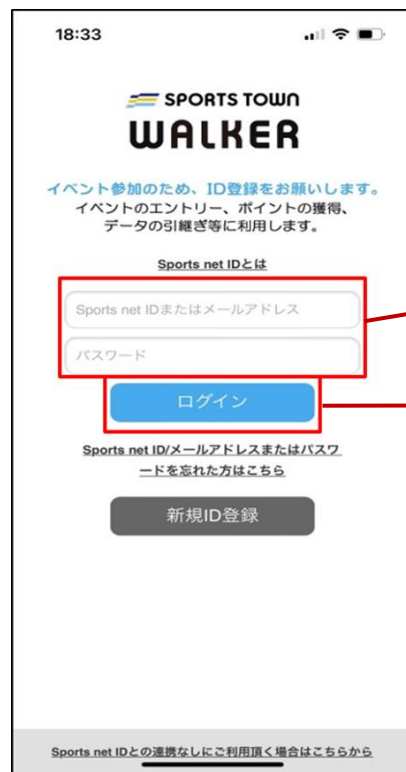 18:33
SPORTS TOWN
WALKER
イベント参加のため、ID登録をお願いします。
イベントのエントリー、ポイントの獲得、
データの引継ぎ等に利用します。
Sports net IDとは
Sports net IDまたはメールアドレス
パスワード
ログイン
Sports net ID/メールアドレスまたはパスワ
ードを忘れた方はこちら
新規ID登録
Sports net IDとの連携なしにご利用頂く場合はこちらから